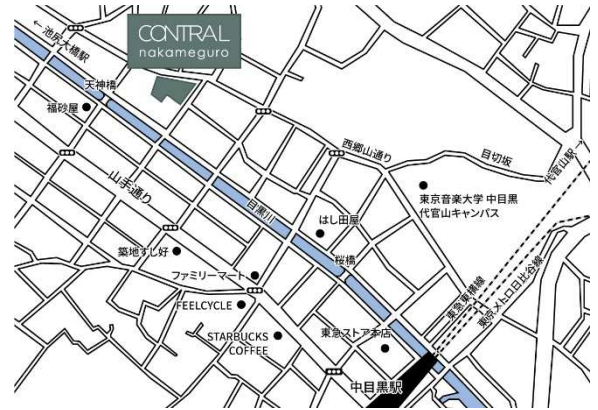 CONTRAL
nakameguro
← 池尻大橋駅
天神橋
福砂屋
山手通り
西郷山通り
目切坂
代官山駅 →
東京音楽大学 中目黒
代官山キャンパス
目黒川
はし田屋
桜橋
築地すし好
ファミリーマート
FEELCYCLE
STARBUCKS
COFFEE
東急ストア本店
東急東横線
東京メトロ日比谷線
中目黒駅